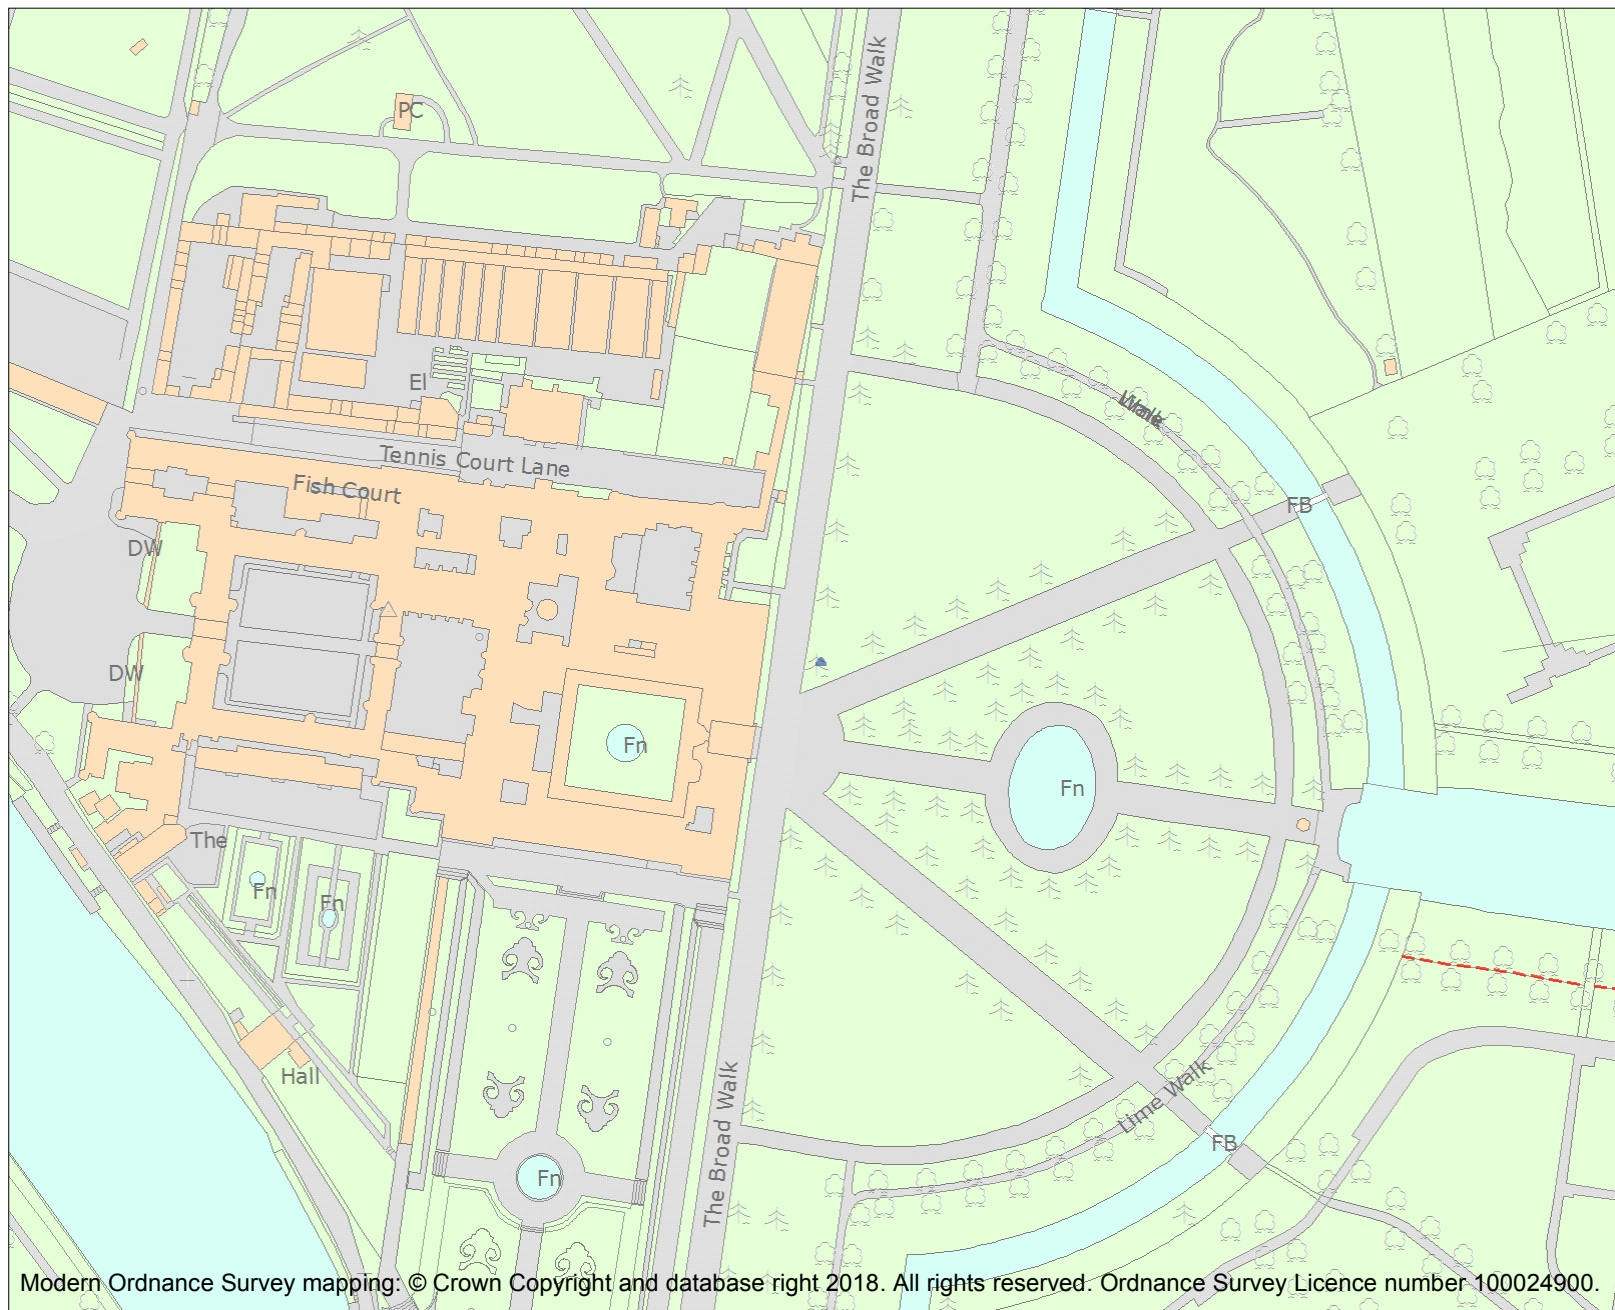 The Broad Walk
PC
El
Walk
Tennis Court Lane
Fish Court
FB
DW
DW
Fn
Fn
The
Fn
Fn
Hall
The Broad Walk
Lime Walk
FB
Fn
Modern Ordnance Survey mapping: © Crown Copyright and database right 2018. All rights reserved. Ordnance Survey Licence number 100024900.